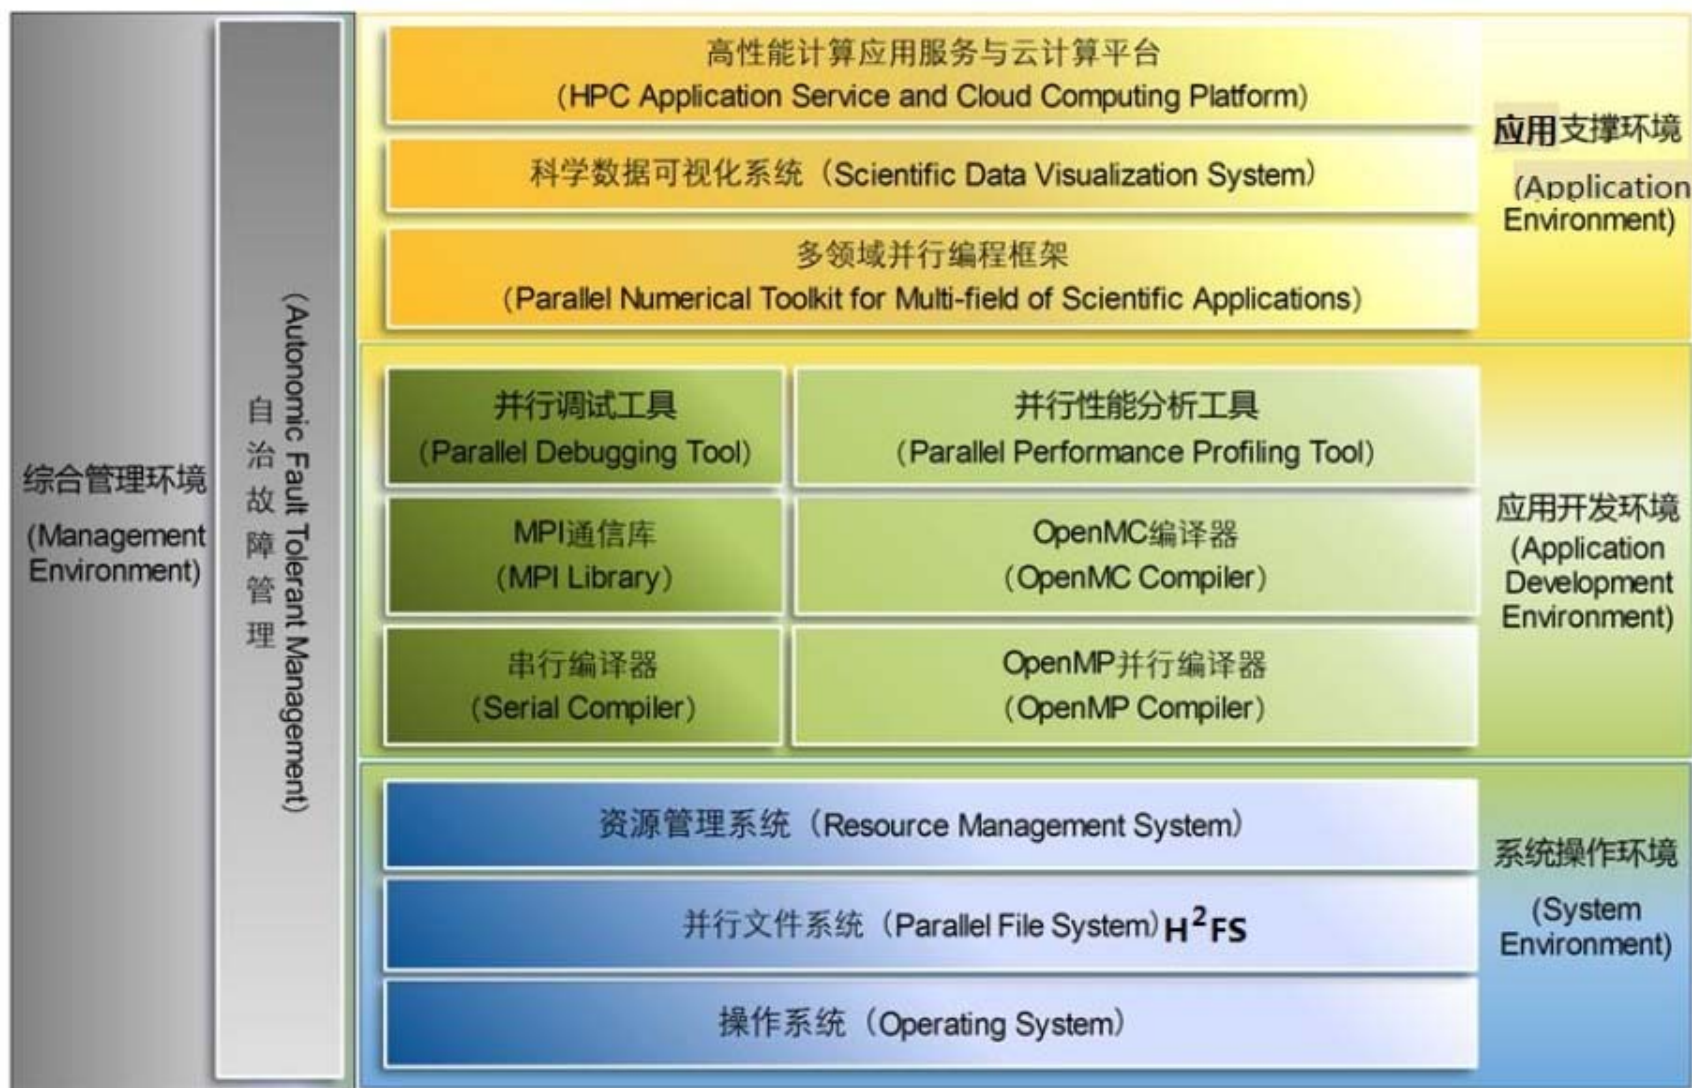 综合管理环境
(Management
Environment)
自治故障管理
(Autonomic Fault Tolerant Management)
高性能计算应用服务与云计算平台
(HPC Application Service and Cloud Computing Platform)
科学数据可视化系统（Scientific Data Visualization System)
多领域并行编程框架
(Parallel Numerical Toolkit for Multi-field of Scientific Applications)
应用支撑环境
(Application
Environment)
并行调试工具
(Parallel Debugging Tool)
并行性能分析工具
(Parallel Performance Profiling Tool)
MPI通信库
(MPI Library)
OpenMC编译器
(OpenMC Compiler)
串行编译器
(Serial Compiler)
OpenMP并行编译器
(OpenMP Compiler)
应用开发环境
(Application
Development
Environment)
资源管理系统（Resource Management System)
并行文件系统（Parallel File System) H²FS
操作系统（Operating System)
系统操作环境
(System
Environment)